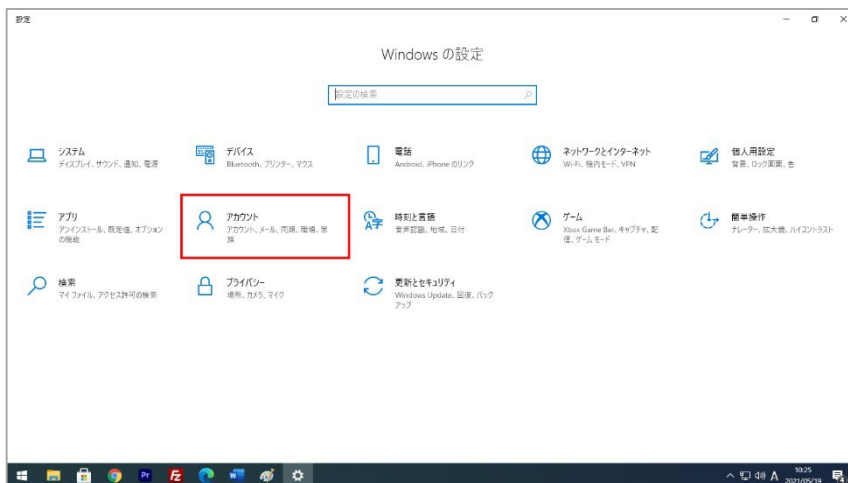 設定
Windows の設定
設定の検索
システム
ディスプレイ、サウンド、通知、電源
デバイス
Bluetooth、プリンター、マウス
電話
Android、iPhone のリンク
ネットワークとインターネット
Wi-Fi、機内モード、VPN
個人用設定
背景、ロック画面、色
アプリ
アンインストール、既定値、オプション
の機能
アカウント
アカウント、メール、同期、職場、家
族
時刻と言語
音声認識、地域、日付
ゲーム
Xbox Game Bar、キャプチャ、配
信、ゲーム モード
簡単操作
ナレーター、拡大鏡、ハイコントラスト
検索
マイ ファイル、アクセス許可の検索
プライバシー
場所、カメラ、マイク
更新とセキュリティ
Windows Update、回復、バック
アップ
Pr
Fz
W
A
10:25
2021/05/19
4